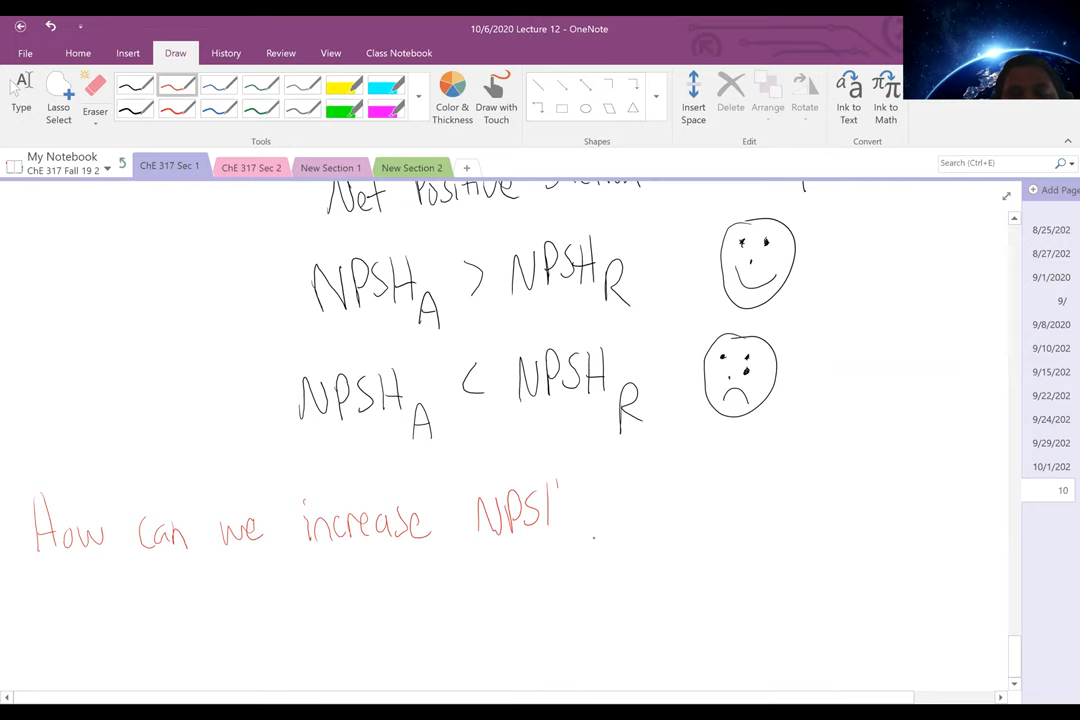 10/6/2020 Lecture 12 - OneNote
File Home Insert Draw History Review View Class Notebook
Type Lasso Select Eraser Color & Thickness Draw with Touch Insert Space Delete Arrange Rotate Ink to Text Ink to Math
Tools Shapes Edit Convert
My Notebook
ChE 317 Fall 19 2
ChE 317 Sec 1 ChE 317 Sec 2 New Section 1 New Section 2 Search (Ctrl+E)
Add Page
Net Positive
NPSHA > NPSHR
NPSHA < NPSHR
How can we increase NPSH
8/25/202
8/27/202
9/1/2020
9/
9/8/2020
9/10/202
9/15/202
9/22/202
9/24/202
9/29/202
10/1/202
10